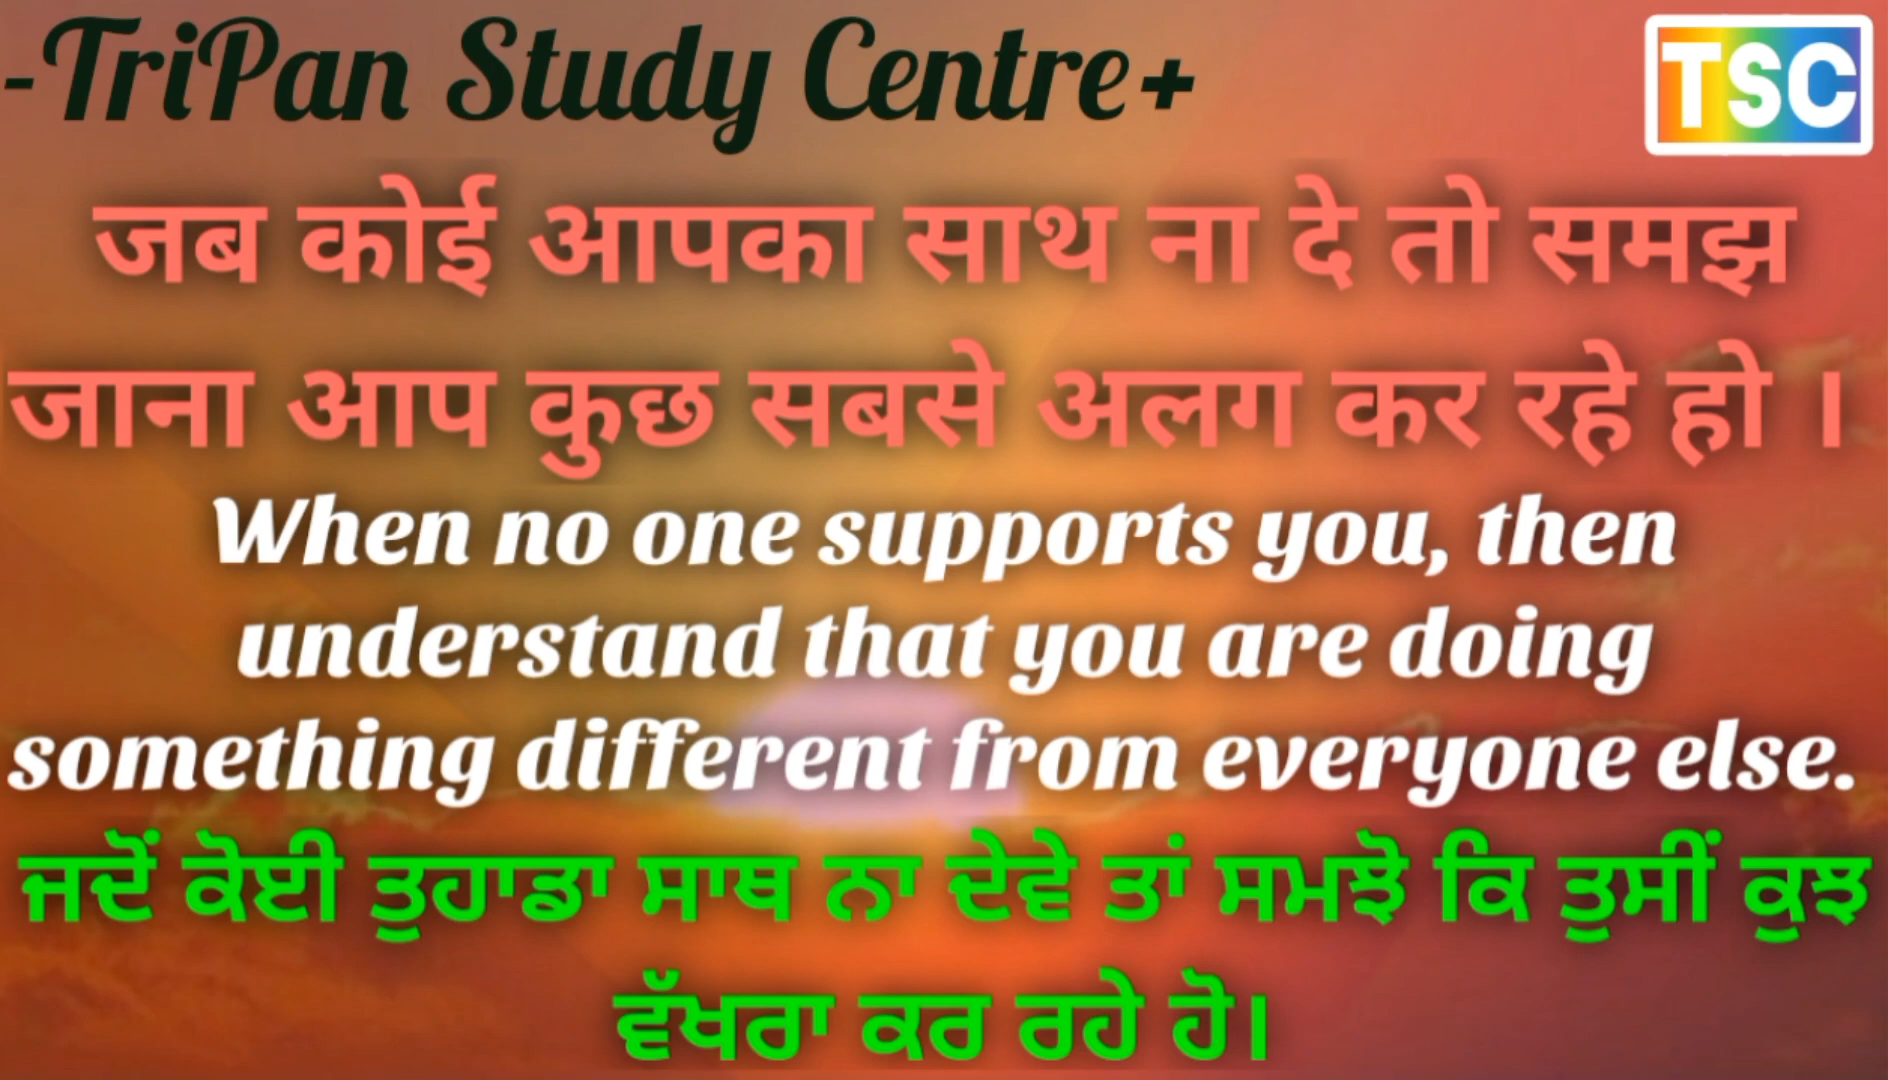 -TriPan Study Centre+
TSC
जब कोई आपका साथ ना दे तो समझ
जाना आप कुछ सबसे अलग कर रहे हो ।
When no one supports you, then
understand that you are doing
something different from everyone else.
ਜਦੋਂ ਕੋਈ ਤੁਹਾਡਾ ਸਾਥ ਨਾ ਦੇਵੇ ਤਾਂ ਸਮਝੋ ਕਿ ਤੁਸੀਂ ਕੁਝ
ਵੱਖਰਾ ਕਰ ਰਹੇ ਹੋ।